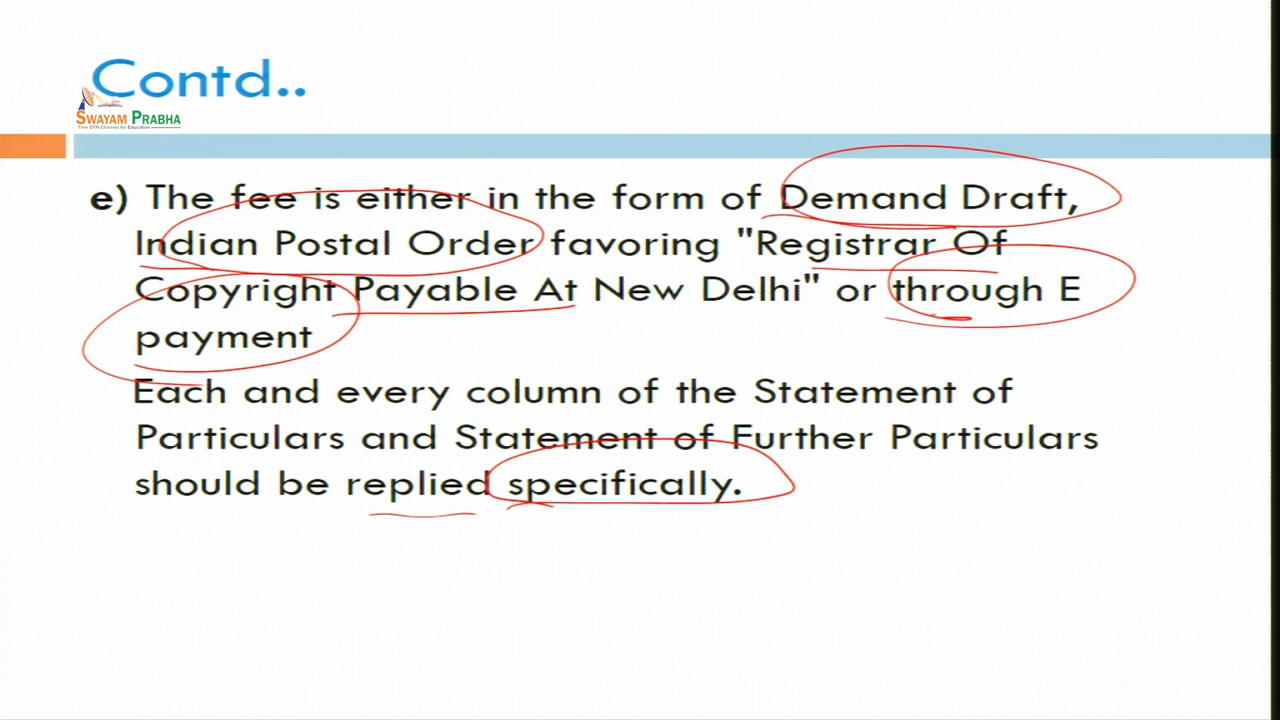 Contd..
SWAYAM PRABHA
Free DTH Channel for Education
e) The fee is either in the form of Demand Draft,
Indian Postal Order favoring "Registrar Of
Copyright Payable At New Delhi" or through E
payment
Each and every column of the Statement of
Particulars and Statement of Further Particulars
should be replied specifically.